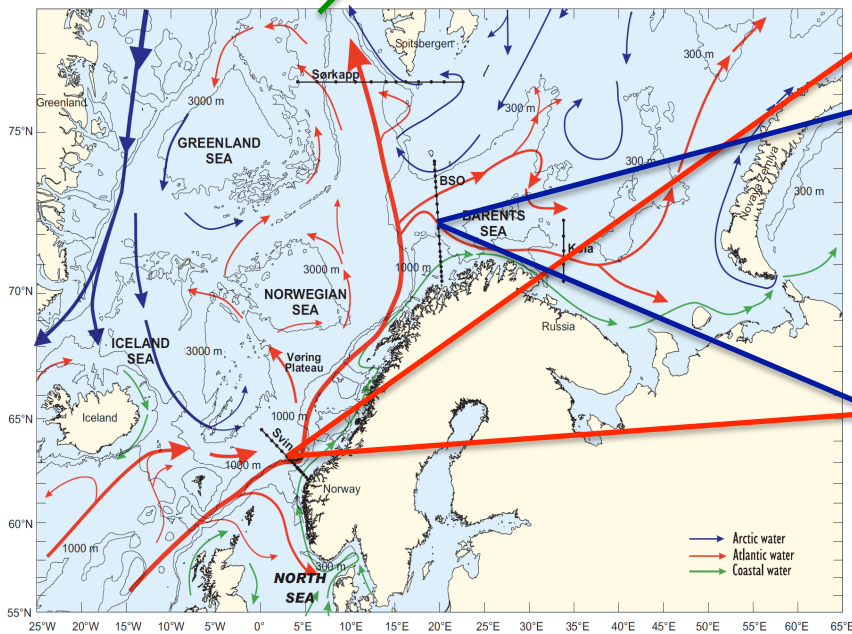 Spitsbergen
300 m
Sørkapp
Greenland
3000 m
300 m
75°N
GREENLAND
SEA
300 m
BSO
Novaya Zemlya
300 m
BARENTS
SEA
Kola
3000 m
1000 m
70°N
NORWEGIAN
SEA
Russia
ICELAND
SEA
3000 m
Vøring
Plateau
65°N
Iceland
1000 m
Svin
1000 m
Norway
60°N
1000 m
Arctic water
Atlantic water
Coastal water
300 m
NORTH
SEA
55°N
25°W 20°W 15°W 10°W 5°W 0° 5°E 10°E 15°E 20°E 25°E 30°E 35°E 40°E 45°E 50°E 55°E 60°E 65°E